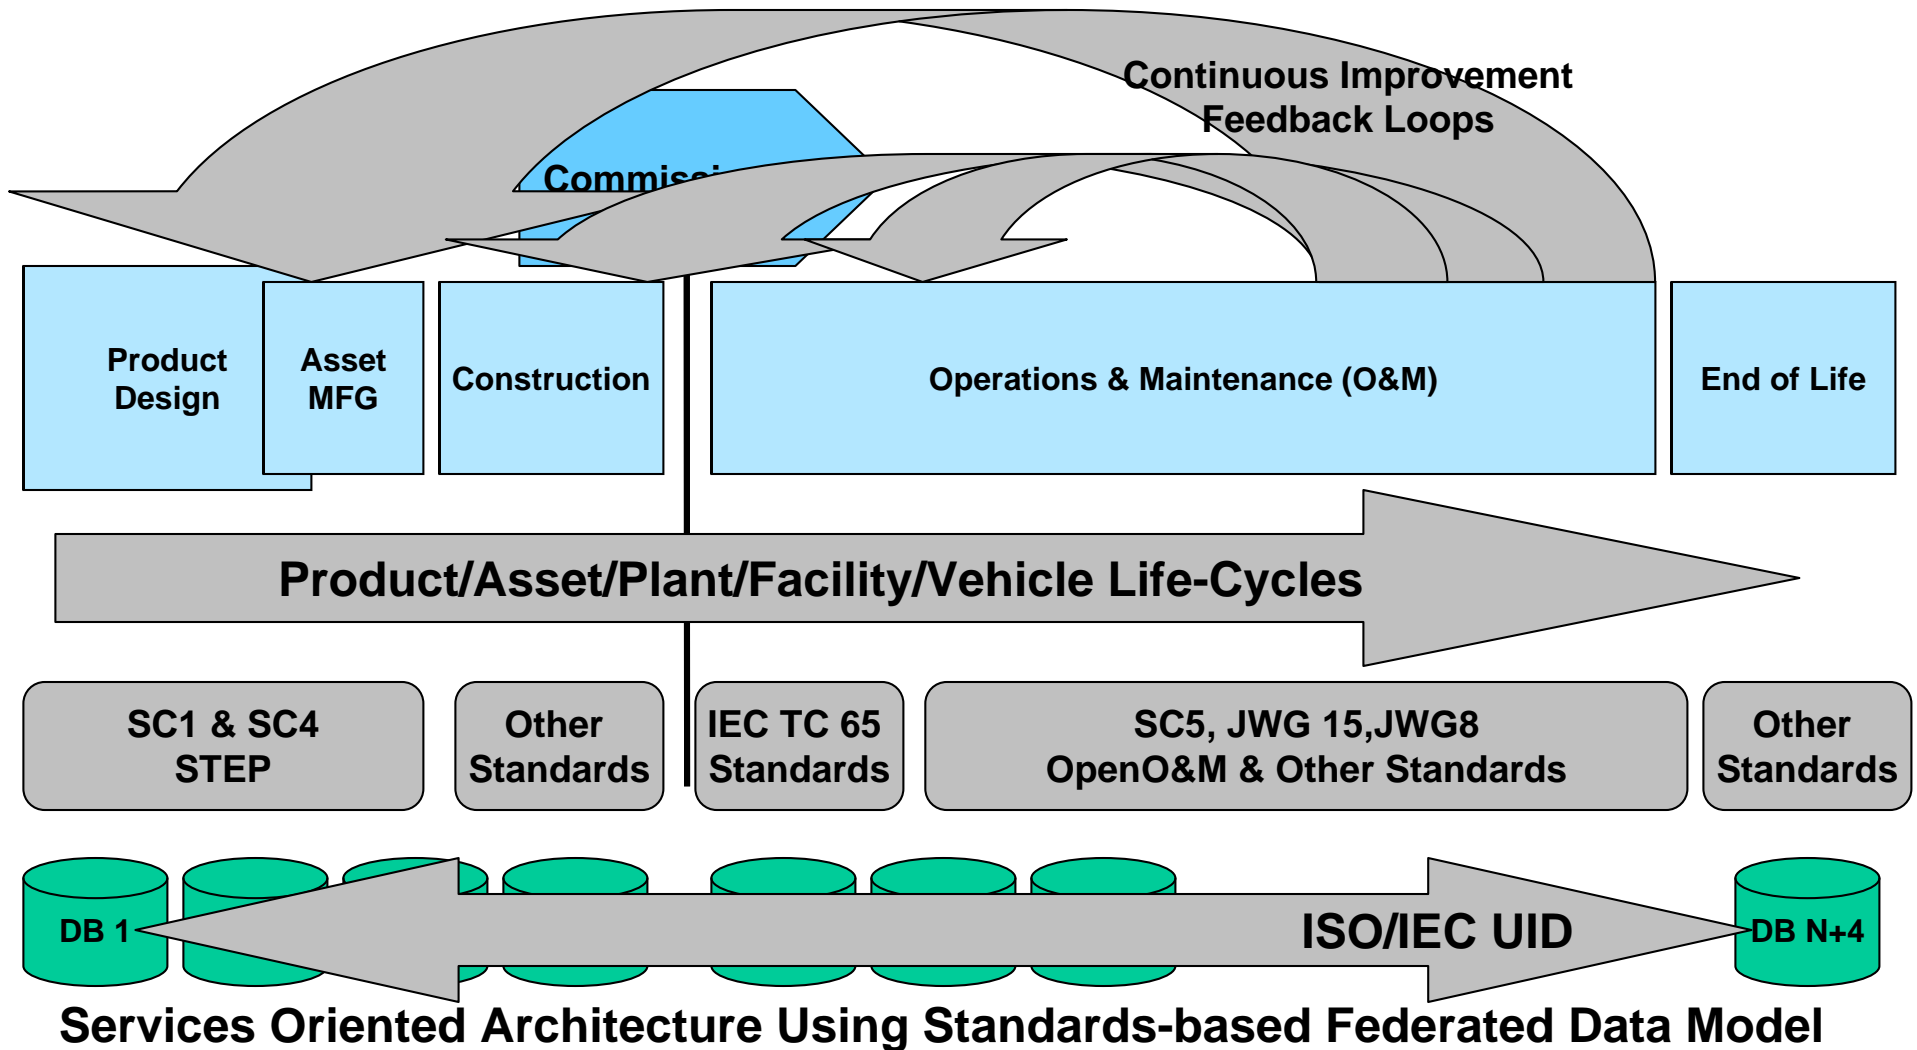 Continuous Improvement
Feedback Loops
Product
Design
Asset
MFG
Construction
Operations & Maintenance (O&M)
End of Life
Product/Asset/Plant/Facility/Vehicle Life-Cycles
SC1 & SC4
STEP
Other
Standards
IEC TC 65
Standards
SC5, JWG 15,JWG8
OpenO&M & Other Standards
Other
Standards
DB 1
ISO/IEC UID
DB N+4
Services Oriented Architecture Using Standards-based Federated Data Model